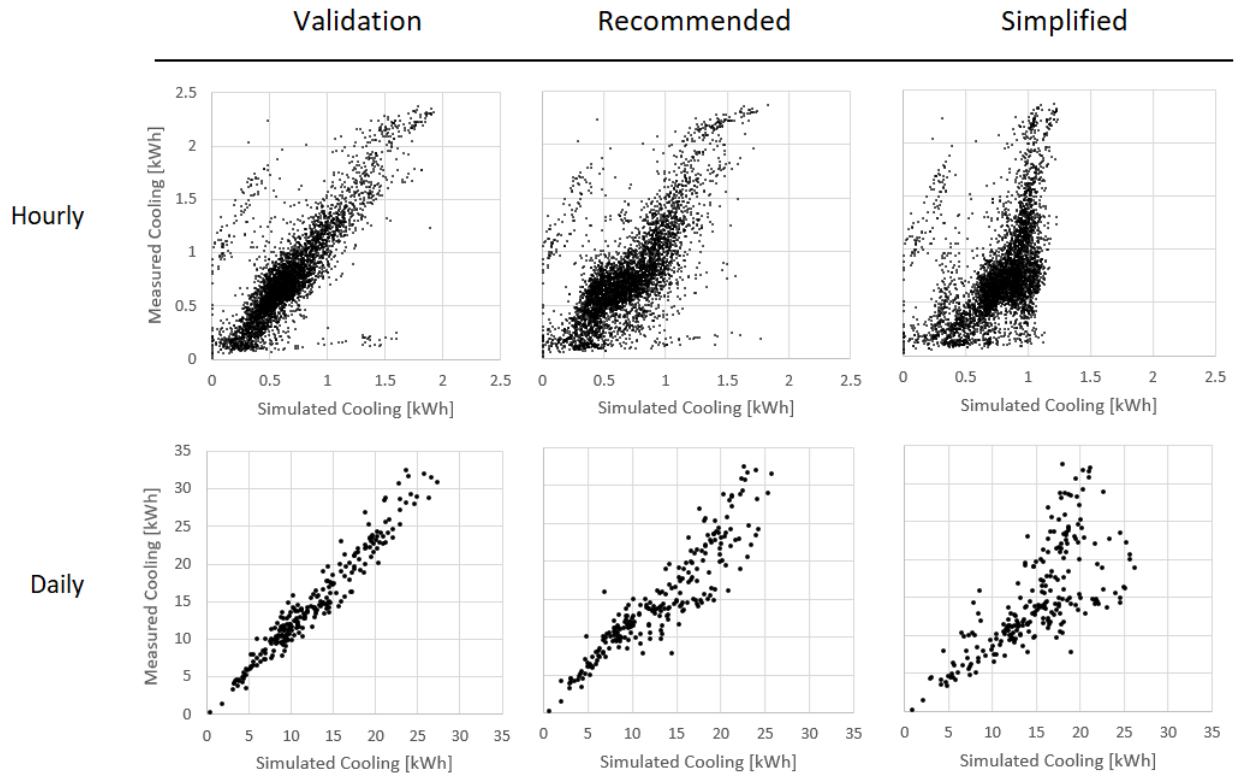 Validation Recommended Simplified
Hourly
Measured Cooling [kWh]
2.5
2
1.5
1
0.5
0
0 0.5 1 1.5 2 2.5
0 0.5 1 1.5 2 2.5
0 0.5 1 1.5 2 2.5
Simulated Cooling [kWh] Simulated Cooling [kWh] Simulated Cooling [kWh]
Daily
Measured Cooling [kWh]
35
30
25
20
15
10
5
0
0 5 10 15 20 25 30 35
0 5 10 15 20 25 30 35
0 5 10 15 20 25 30 35
Simulated Cooling [kWh] Simulated Cooling [kWh] Simulated Cooling [kWh]